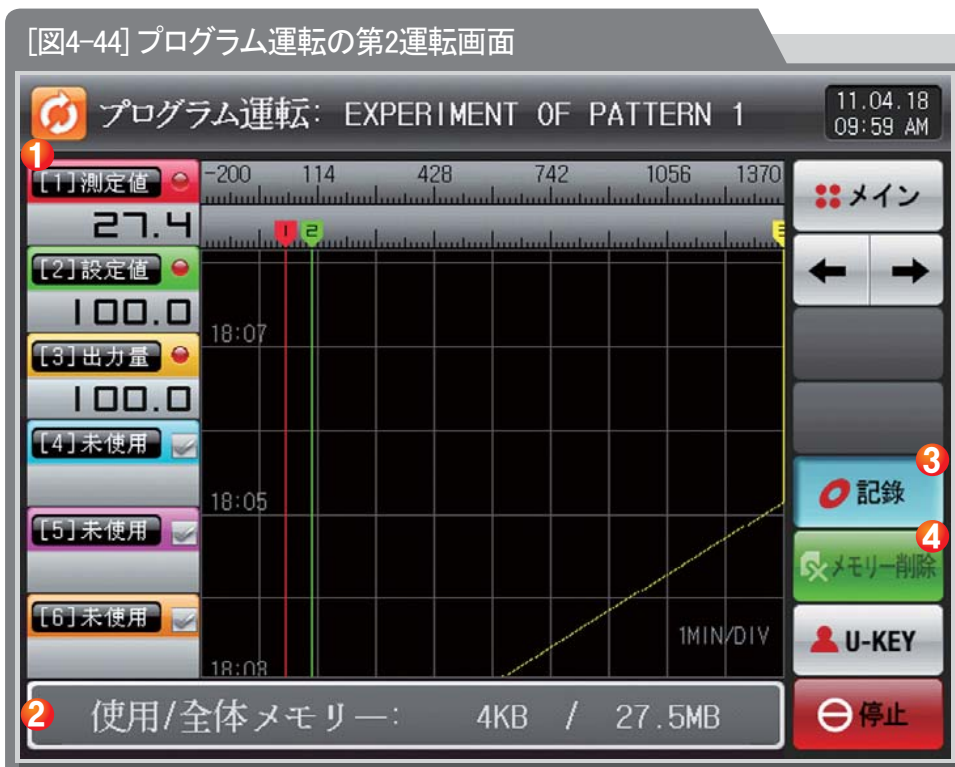 [図4-44] プログラム運転の第2運転画面
プログラム運転: EXPERIMENT OF PATTERN 1
11.04.18
09:59 AM
1
[1]測定値
27.4
[2]設定値
100.0
[3]出力量
100.0
[4]未使用
[5]未使用
[6]未使用
-200 114 428 742 1056 1370
1 2 3
18:07
18:05
18:03
1MIN/DIV
メイン
3
記録
4
メモリー削除
U-KEY
停止
2
使用/全体メモリー: 4KB / 27.5MB